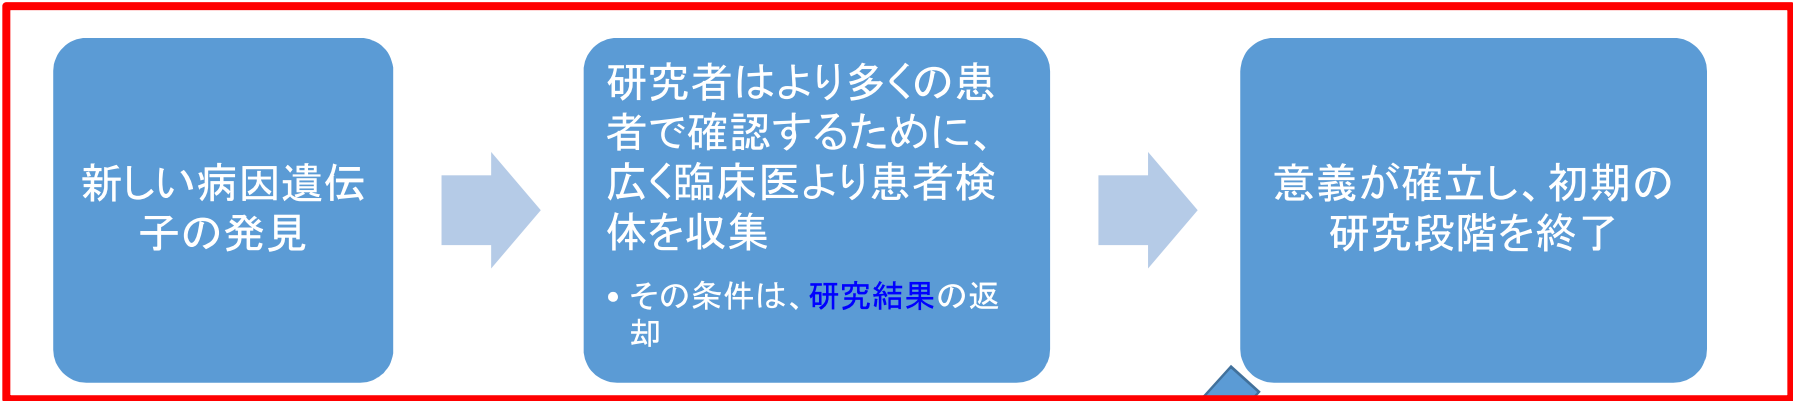 新しい病因遺伝
子の発見
研究者はより多くの患
者で確認するために、
広く臨床医より患者検
体を収集
• その条件は、研究結果の返
却
意義が確立し、初期の
研究段階を終了